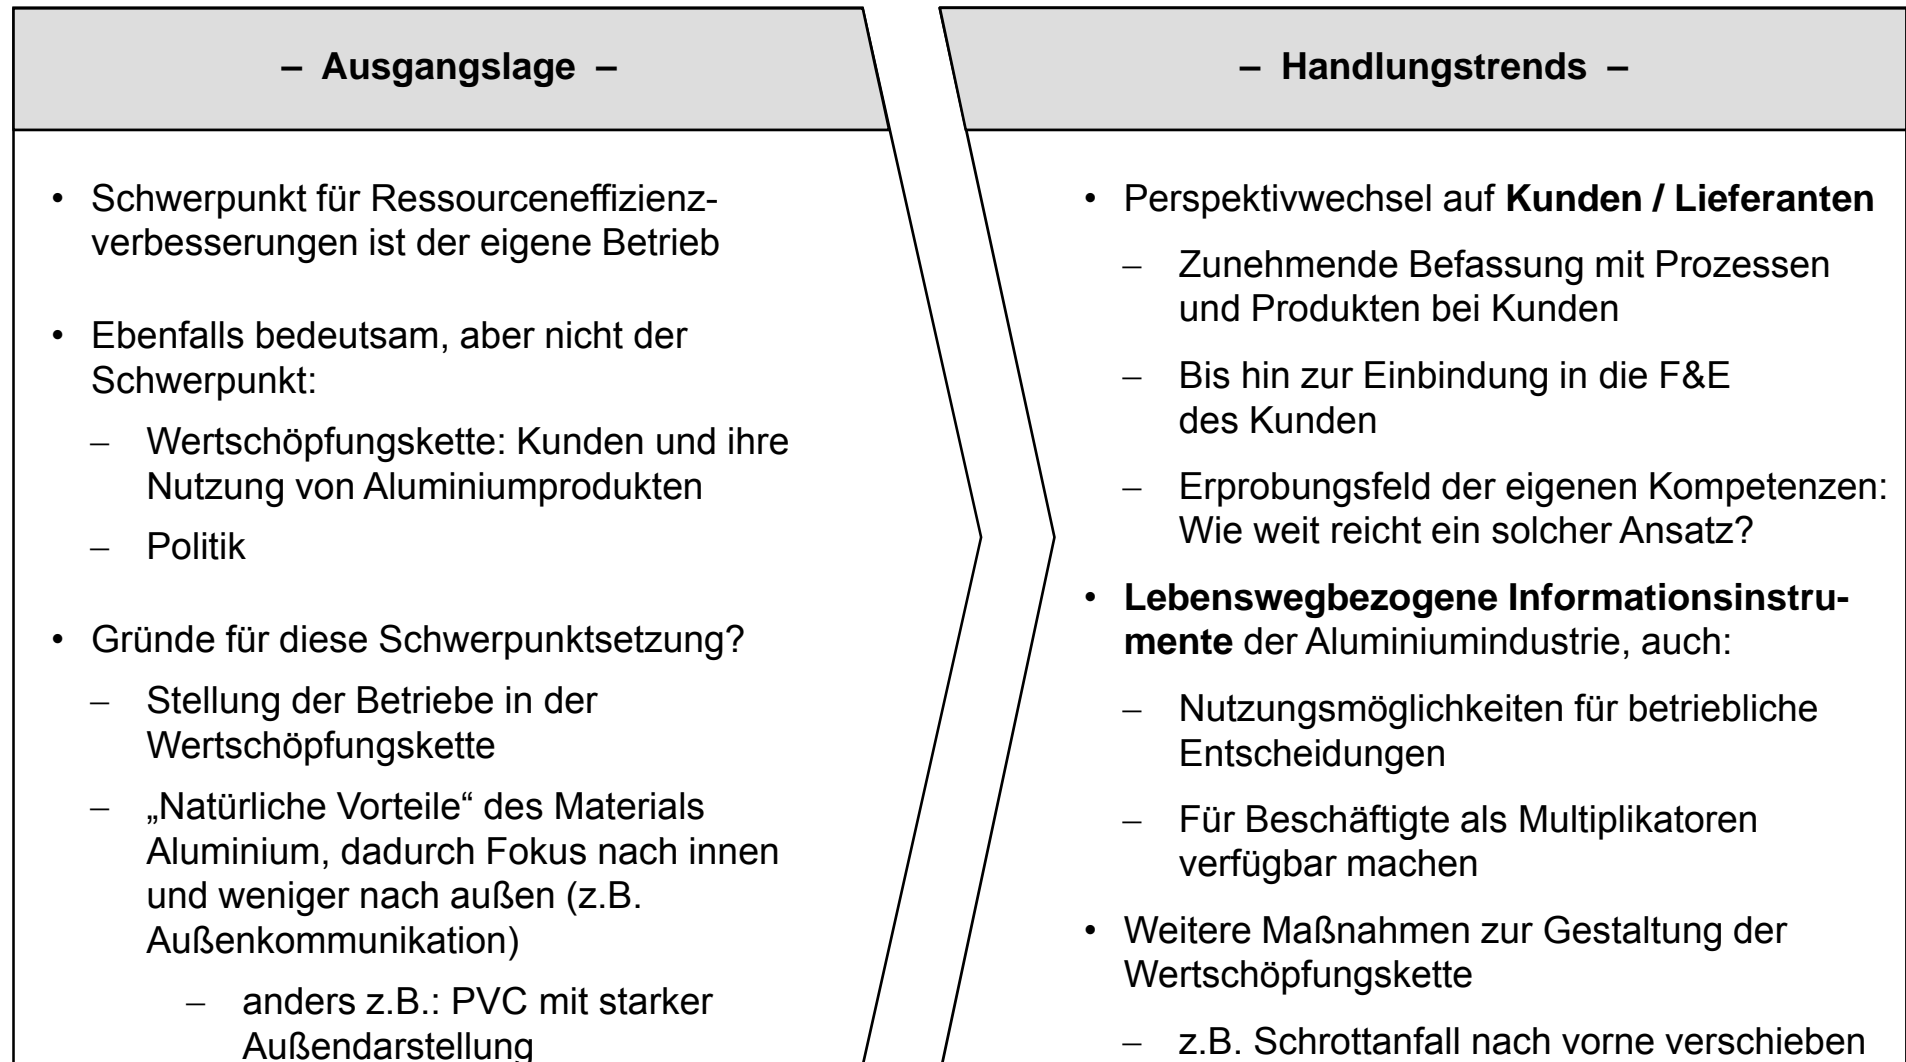 – Ausgangslage –
• Schwerpunkt für Ressourceneffizienz-
verbesserungen ist der eigene Betrieb
• Ebenfalls bedeutsam, aber nicht der
Schwerpunkt:
– Wertschöpfungskette: Kunden und ihre
Nutzung von Aluminiumprodukten
– Politik
• Gründe für diese Schwerpunktsetzung?
– Stellung der Betriebe in der
Wertschöpfungskette
– „Natürliche Vorteile“ des Materials
Aluminium, dadurch Fokus nach innen
und weniger nach außen (z.B.
Außenkommunikation)
– anders z.B.: PVC mit starker
Außendarstellung
– Handlungstrends –
• Perspektivwechsel auf Kunden / Lieferanten
– Zunehmende Befassung mit Prozessen
und Produkten bei Kunden
– Bis hin zur Einbindung in die F&E
des Kunden
– Erprobungsfeld der eigenen Kompetenzen:
Wie weit reicht ein solcher Ansatz?
• Lebenswegbezogene Informationsinstru-
mente der Aluminiumindustrie, auch:
– Nutzungsmöglichkeiten für betriebliche
Entscheidungen
– Für Beschäftigte als Multiplikatoren
verfügbar machen
• Weitere Maßnahmen zur Gestaltung der
Wertschöpfungskette
– z.B. Schrottanfall nach vorne verschieben